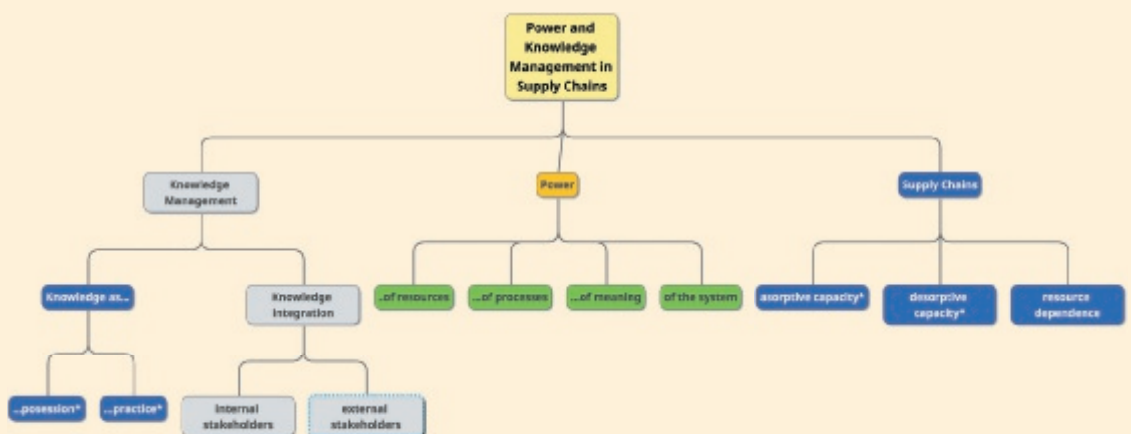 Power and
Knowledge
Management in
Supply Chains
Knowledge
Management
Power
Supply Chains
Knowledge as...
Knowledge
Integration
..of resources
...of processes
...of meaning
of the system
asorptive capacity*
desorptive
capacity*
resource
dependence
...posession*
...practice*
Internal
stakeholders
external
stakeholders